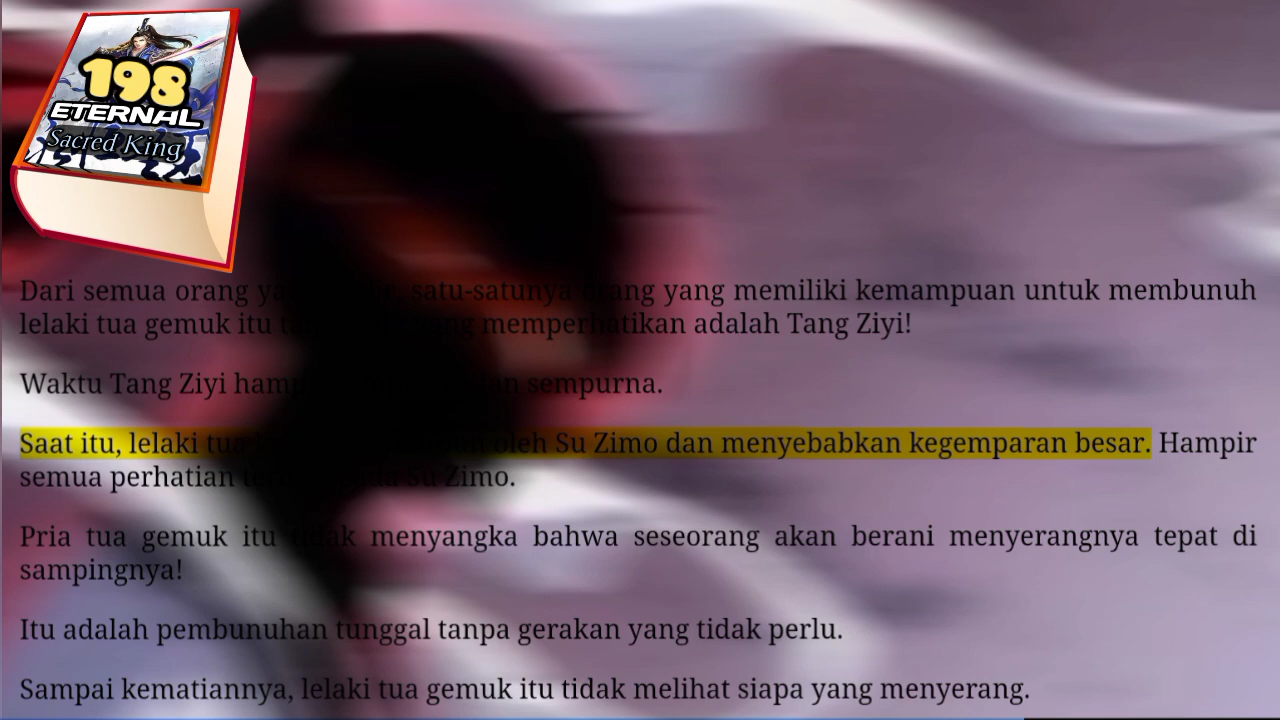 198
ETERNAL
Sacred King
Dari semua orang yang hadir, satu-satunya orang yang memiliki kemampuan untuk membunuh
lelaki tua gemuk itu tanpa ada yang memperhatikan adalah Tang Ziyi!
Waktu Tang Ziyi hampir sempurna.
Saat itu, lelaki tua oleh Su Zimo dan menyebabkan kegemparan besar. Hampir
semua perhatian pada Su Zimo.
Pria tua gemuk itu tidak menyangka bahwa seseorang akan berani menyerangnya tepat di
sampingnya!
Itu adalah pembunuhan tunggal tanpa gerakan yang tidak perlu.
Sampai kematiannya, lelaki tua gemuk itu tidak melihat siapa yang menyerang.